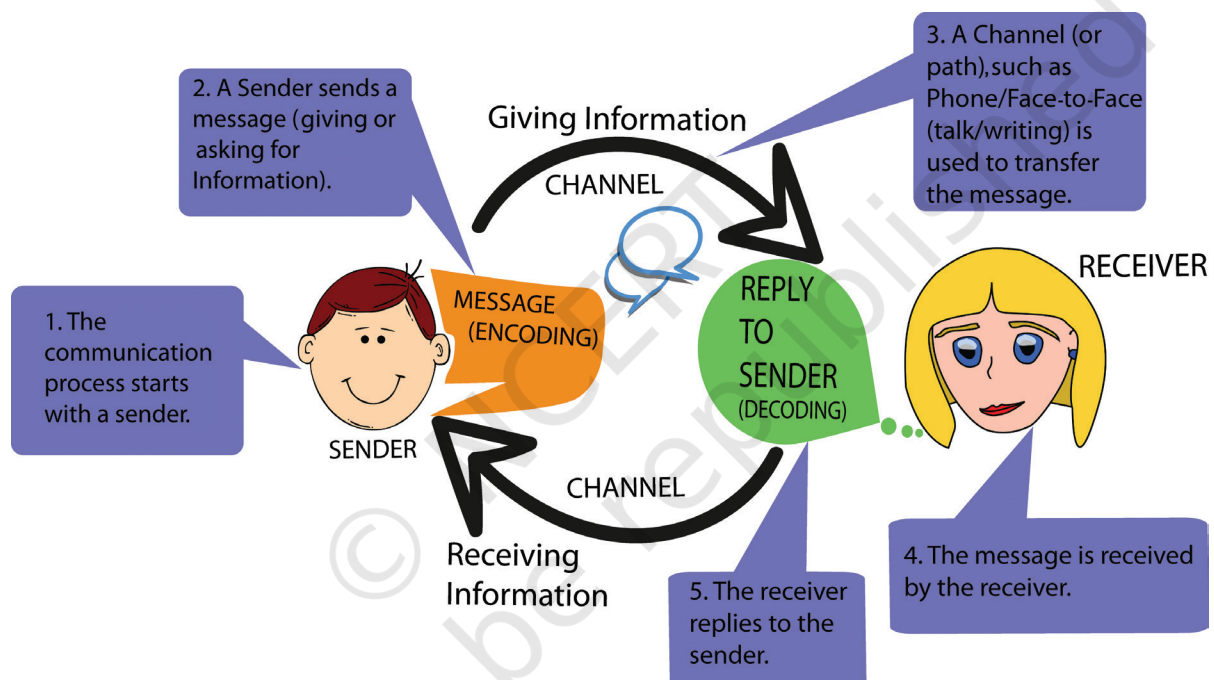 1. The
communication
process starts
with a sender.
2. A Sender sends a
message (giving or
asking for
Information).
3. A Channel (or
path),such as
Phone/Face-to-Face
(talk/writing) is
used to transfer
the message.
Giving Information
CHANNEL
MESSAGE
(ENCODING)
SENDER
REPLY
TO
SENDER
(DECODING)
RECEIVER
CHANNEL
Receiving
Information
4. The message is received
by the receiver.
5. The receiver
replies to the
sender.
© NCERT
be republished